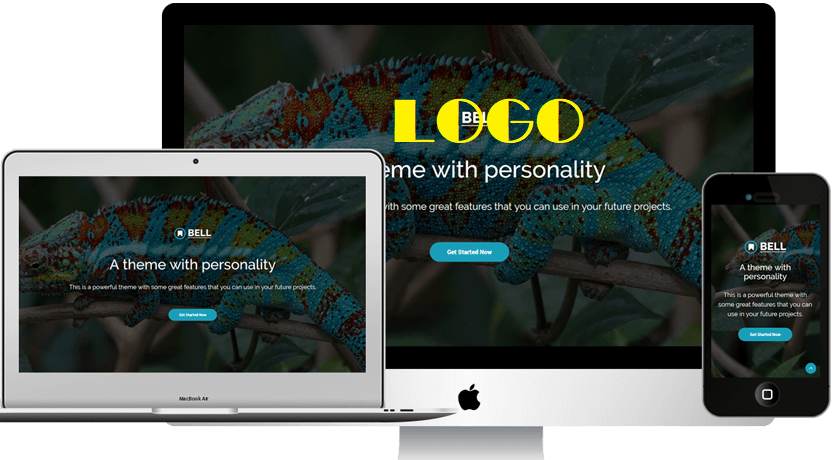 LOGO
BELL
eme with personality
with some great features that you can use in your future projects.
Get Started Now
BELL
A theme with personality
This is a powerful theme with some great features that you can use in your future projects.
Get Started Now
MacBook Air
BELL
A theme with
personality
This is a powerful theme with
some great features that you can
use in your future projects.
Get Started Now